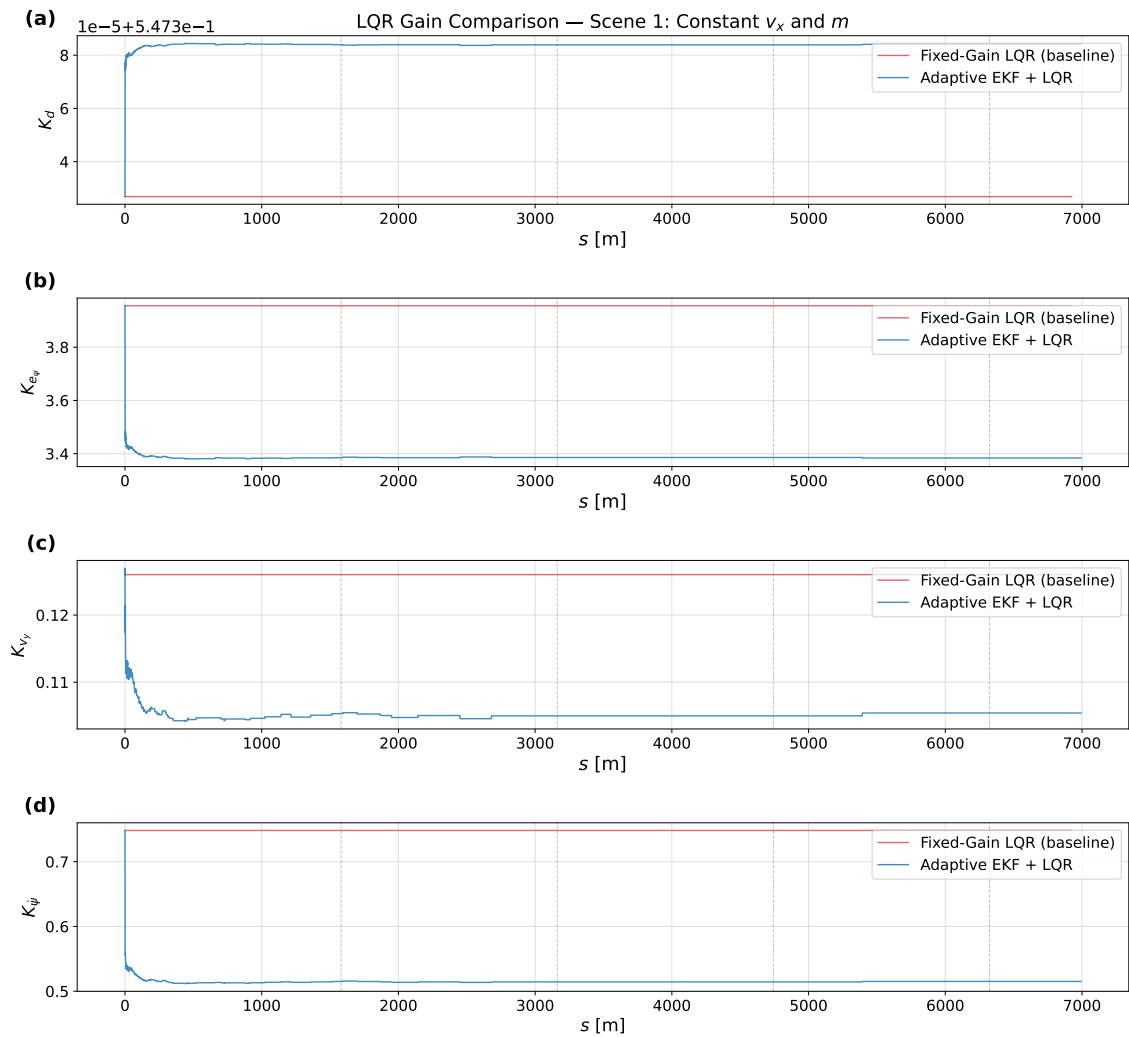 (a)
LQR Gain Comparison — Scene 1: Constant vₓ and m
1e−5+5.473e−1
8
6
4
K_d
Fixed-Gain LQR (baseline)
Adaptive EKF + LQR
0 1000 2000 3000 4000 5000 6000 7000
s [m]
(b)
3.8
3.6
3.4
K_{e_ψ}
Fixed-Gain LQR (baseline)
Adaptive EKF + LQR
0 1000 2000 3000 4000 5000 6000 7000
s [m]
(c)
0.12
0.11
K_{v_y}
Fixed-Gain LQR (baseline)
Adaptive EKF + LQR
0 1000 2000 3000 4000 5000 6000 7000
s [m]
(d)
0.7
0.6
0.5
K_{ψ̇}
Fixed-Gain LQR (baseline)
Adaptive EKF + LQR
0 1000 2000 3000 4000 5000 6000 7000
s [m]